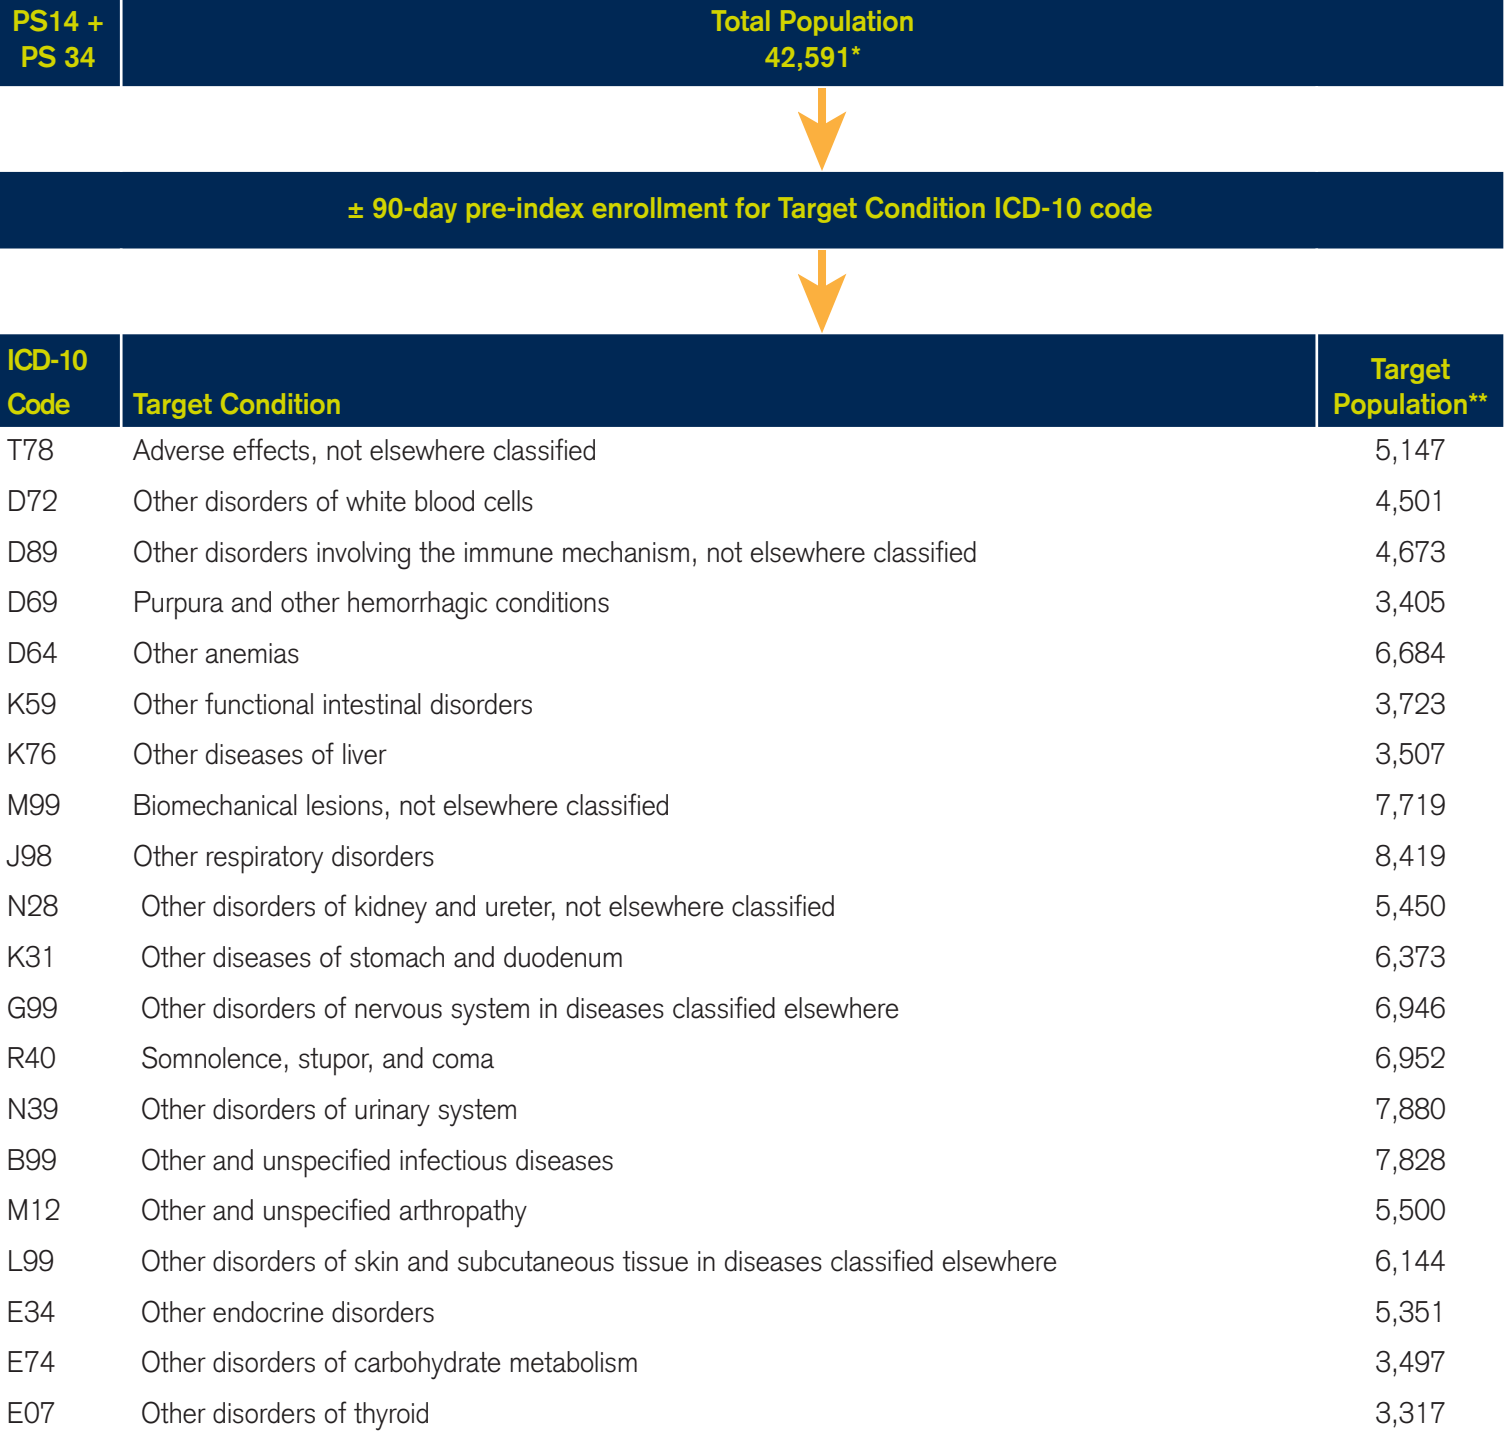 PS14 +
PS 34
Total Population
42,591*
± 90-day pre-index enrollment for Target Condition ICD-10 code
ICD-10
Code
Target Condition
Target
Population**
T78 Adverse effects, not elsewhere classified 5,147
D72 Other disorders of white blood cells 4,501
D89 Other disorders involving the immune mechanism, not elsewhere classified 4,673
D69 Purpura and other hemorrhagic conditions 3,405
D64 Other anemias 6,684
K59 Other functional intestinal disorders 3,723
K76 Other diseases of liver 3,507
M99 Biomechanical lesions, not elsewhere classified 7,719
J98 Other respiratory disorders 8,419
N28 Other disorders of kidney and ureter, not elsewhere classified 5,450
K31 Other diseases of stomach and duodenum 6,373
G99 Other disorders of nervous system in diseases classified elsewhere 6,946
R40 Somnolence, stupor, and coma 6,952
N39 Other disorders of urinary system 7,880
B99 Other and unspecified infectious diseases 7,828
M12 Other and unspecified arthropathy 5,500
L99 Other disorders of skin and subcutaneous tissue in diseases classified elsewhere 6,144
E34 Other endocrine disorders 5,351
E74 Other disorders of carbohydrate metabolism 3,497
E07 Other disorders of thyroid 3,317